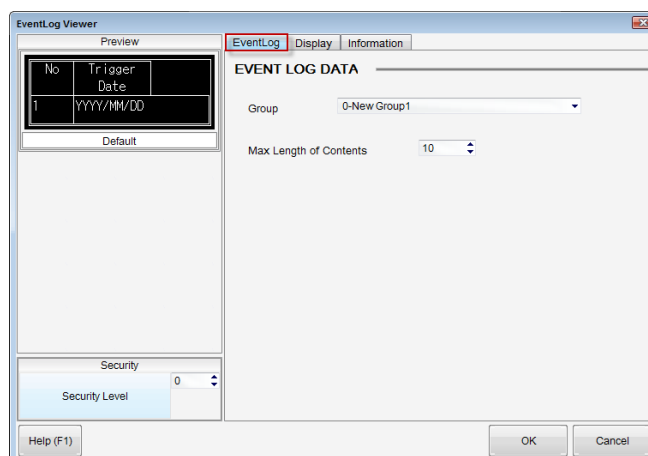 EventLog Viewer
Preview
No Trigger Date
1 YYYY/MM/DD
Default
Security
Security Level
0
EventLog Display Information
EVENT LOG DATA
Group 0-New Group1
Max Length of Contents 10
Help (F1)
OK Cancel